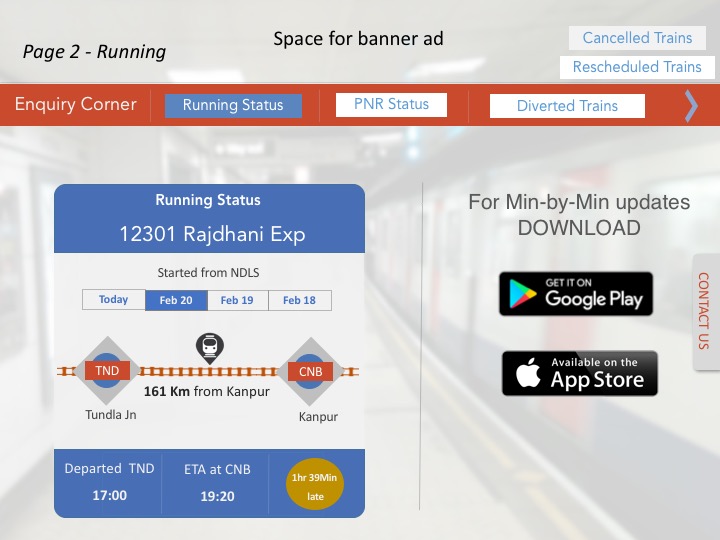 Page 2 - Running
Space for banner ad
Cancelled Trains
Rescheduled Trains
Enquiry Corner
Running Status
PNR Status
Diverted Trains
Running Status
12301 Rajdhani Exp
Started from NDLS
Today
Feb 20
Feb 19
Feb 18
TND
CNB
161 Km from Kanpur
Tundla Jn
Kanpur
Departed TND
17:00
ETA at CNB
19:20
1hr 39Min
late
For Min-by-Min updates
DOWNLOAD
GET IT ON
Google Play
Available on the
App Store
CONTACT US